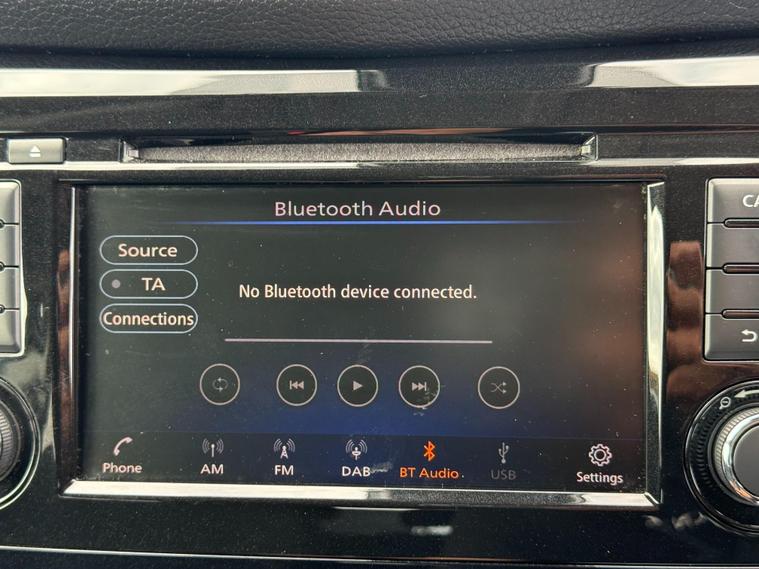 Bluetooth Audio
Source
TA
No Bluetooth device connected.
Connections
Phone
AM
FM
DAB
BT Audio
USB
Settings